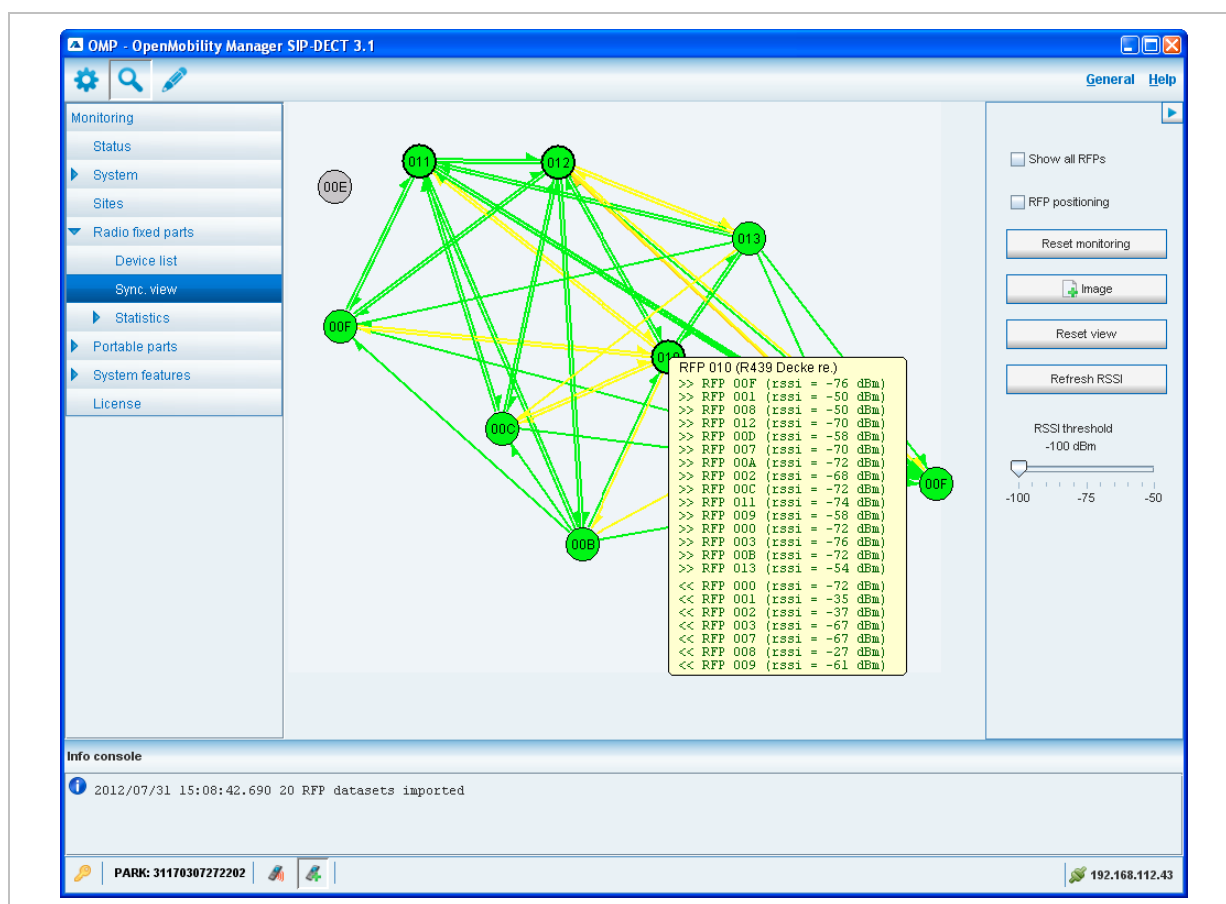 OMP - OpenMobility Manager SIP-DECT 3.1
General Help
Monitoring
Status
System
Sites
Radio fixed parts
Device list
Sync. view
Statistics
Portable parts
System features
License
011
012
00E
013
00F
00C
00F
00B
RFP 010 (R439 Decke re.)
>> RFP 00F (rssi = -76 dBm)
>> RFP 001 (rssi = -50 dBm)
>> RFP 008 (rssi = -50 dBm)
>> RFP 012 (rssi = -70 dBm)
>> RFP 00D (rssi = -58 dBm)
>> RFP 007 (rssi = -70 dBm)
>> RFP 00A (rssi = -72 dBm)
>> RFP 002 (rssi = -68 dBm)
>> RFP 00C (rssi = -72 dBm)
>> RFP 011 (rssi = -74 dBm)
>> RFP 009 (rssi = -58 dBm)
>> RFP 000 (rssi = -72 dBm)
>> RFP 003 (rssi = -76 dBm)
>> RFP 00B (rssi = -72 dBm)
>> RFP 013 (rssi = -54 dBm)
<< RFP 000 (rssi = -72 dBm)
<< RFP 001 (rssi = -35 dBm)
<< RFP 002 (rssi = -37 dBm)
<< RFP 003 (rssi = -67 dBm)
<< RFP 007 (rssi = -67 dBm)
<< RFP 008 (rssi = -27 dBm)
<< RFP 009 (rssi = -61 dBm)
Show all RFPs
RFP positioning
Reset monitoring
Image
Reset view
Refresh RSSI
RSSI threshold
-100 dBm
-100 -75 -50
Info console
2012/07/31 15:08:42.690 20 RFP datasets imported
PARK: 31170307272202
192.168.112.43